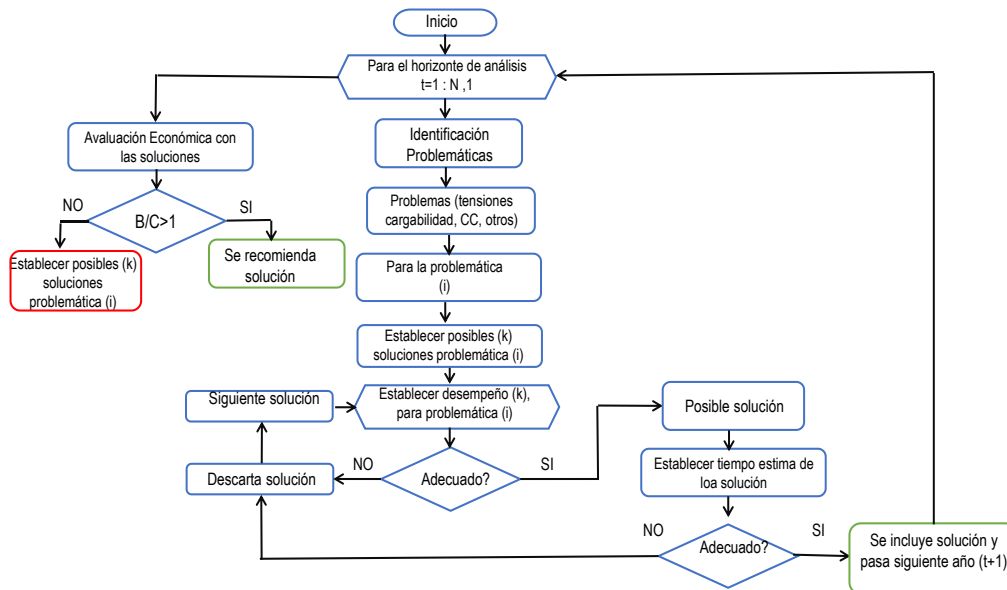 Inicio
Para el horizonte de análisis
t=1 : N ,1
Avaluación Económica con
las soluciones
Identificación
Problemáticas
NO
SI
B/C>1
Problemas (tensiones
cargabilidad, CC, otros)
Establecer posibles (k)
soluciones
problemática (i)
Se recomienda
solución
Para la problemática
(i)
Establecer posibles (k)
soluciones problemática (i)
Siguiente solución
Establecer desempeño (k),
para problemática (i)
Posible solución
NO
SI
Descarta solución
Adecuado?
Establecer tiempo estima de
loa solución
NO
SI
Adecuado?
Se incluye solución y
pasa siguiente año (t+1)